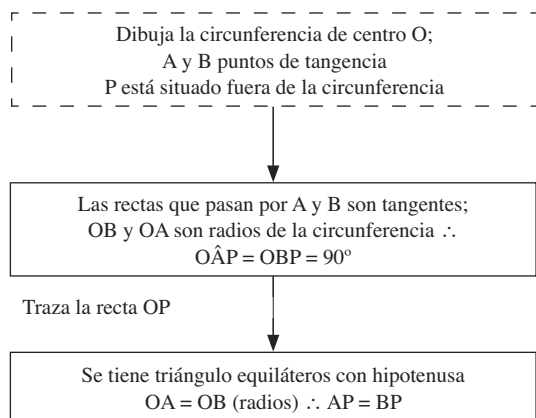 Dibuja la circunferencia de centro O;
A y B puntos de tangencia
P está situado fuera de la circunferencia
Las rectas que pasan por A y B son tangentes;
OB y OA son radios de la circunferencia ∴
OÂP = OBP = 90º
Traza la recta OP
Se tiene triángulo equiláteros con hipotenusa
OA = OB (radios) ∴ AP = BP